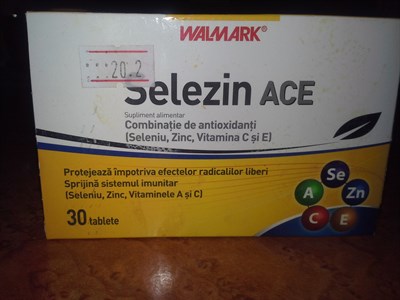 WALMARK®
20.2
Selezin ACE
Supliment alimentar
Combinație de antioxidanți
(Seleniu, Zinc, Vitamina C și E)
Protejează împotriva efectelor radicalilor liberi
Sprijină sistemul imunitar
(Seleniu, Zinc, Vitaminele A și C)
30 tablete
Se
A
Zn
C
E